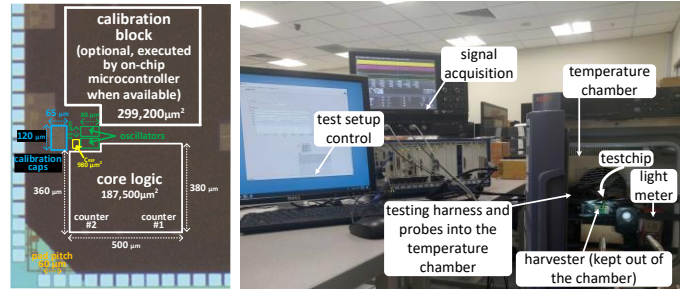 calibration
block
(optional, executed
by on-chip
microcontroller
when available)
299,200µm²
65 µm
oscillators
120 µm
CREF
980 µm²
calibration
caps
360 µm
core logic
187,500µm²
380 µm
counter
#2
counter
#1
500 µm
pad pitch
signal
acquisition
test setup
control
temperature
chamber
testchip
light
meter
testing harness and
probes into the
temperature
chamber
harvester (kept out of
the chamber)